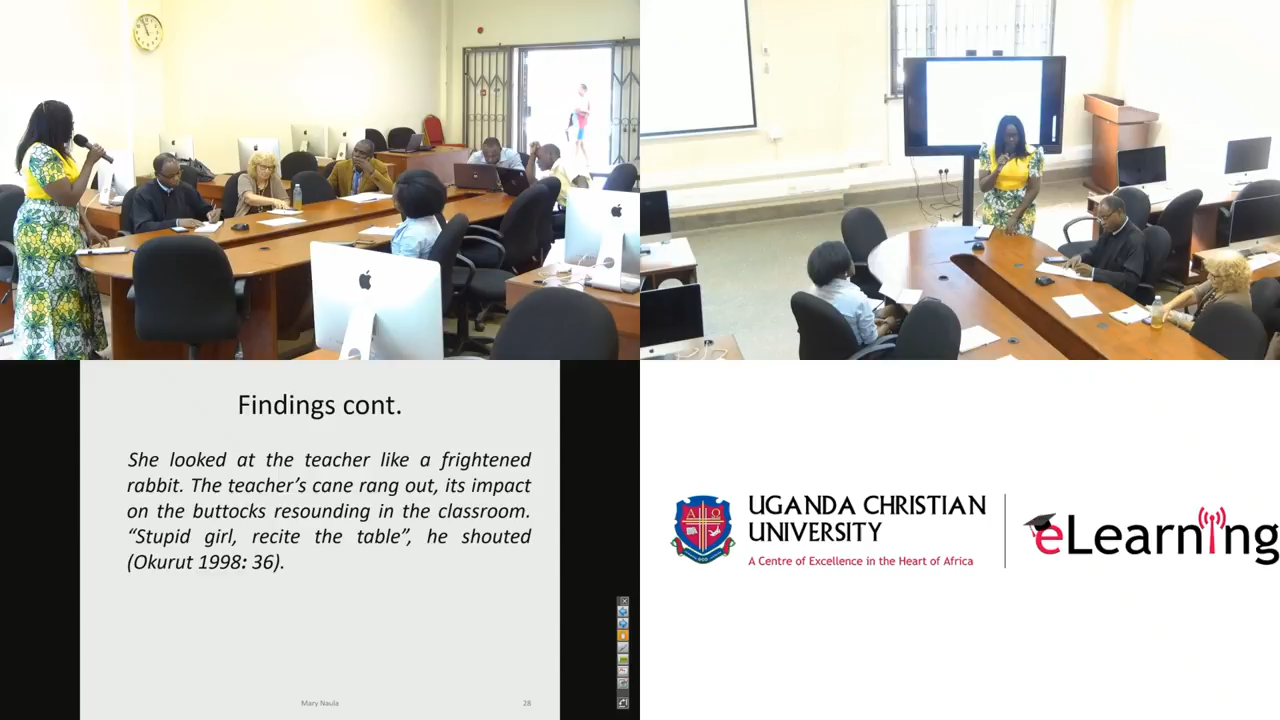 Findings cont.
She looked at the teacher like a frightened
rabbit. The teacher’s cane rang out, its impact
on the buttocks resounding in the classroom.
“Stupid girl, recite the table”, he shouted
(Okurut 1998: 36).
Mary Naula
28
A Ω
UGANDA CHRISTIAN
UNIVERSITY
A Centre of Excellence in the Heart of Africa
eLearning